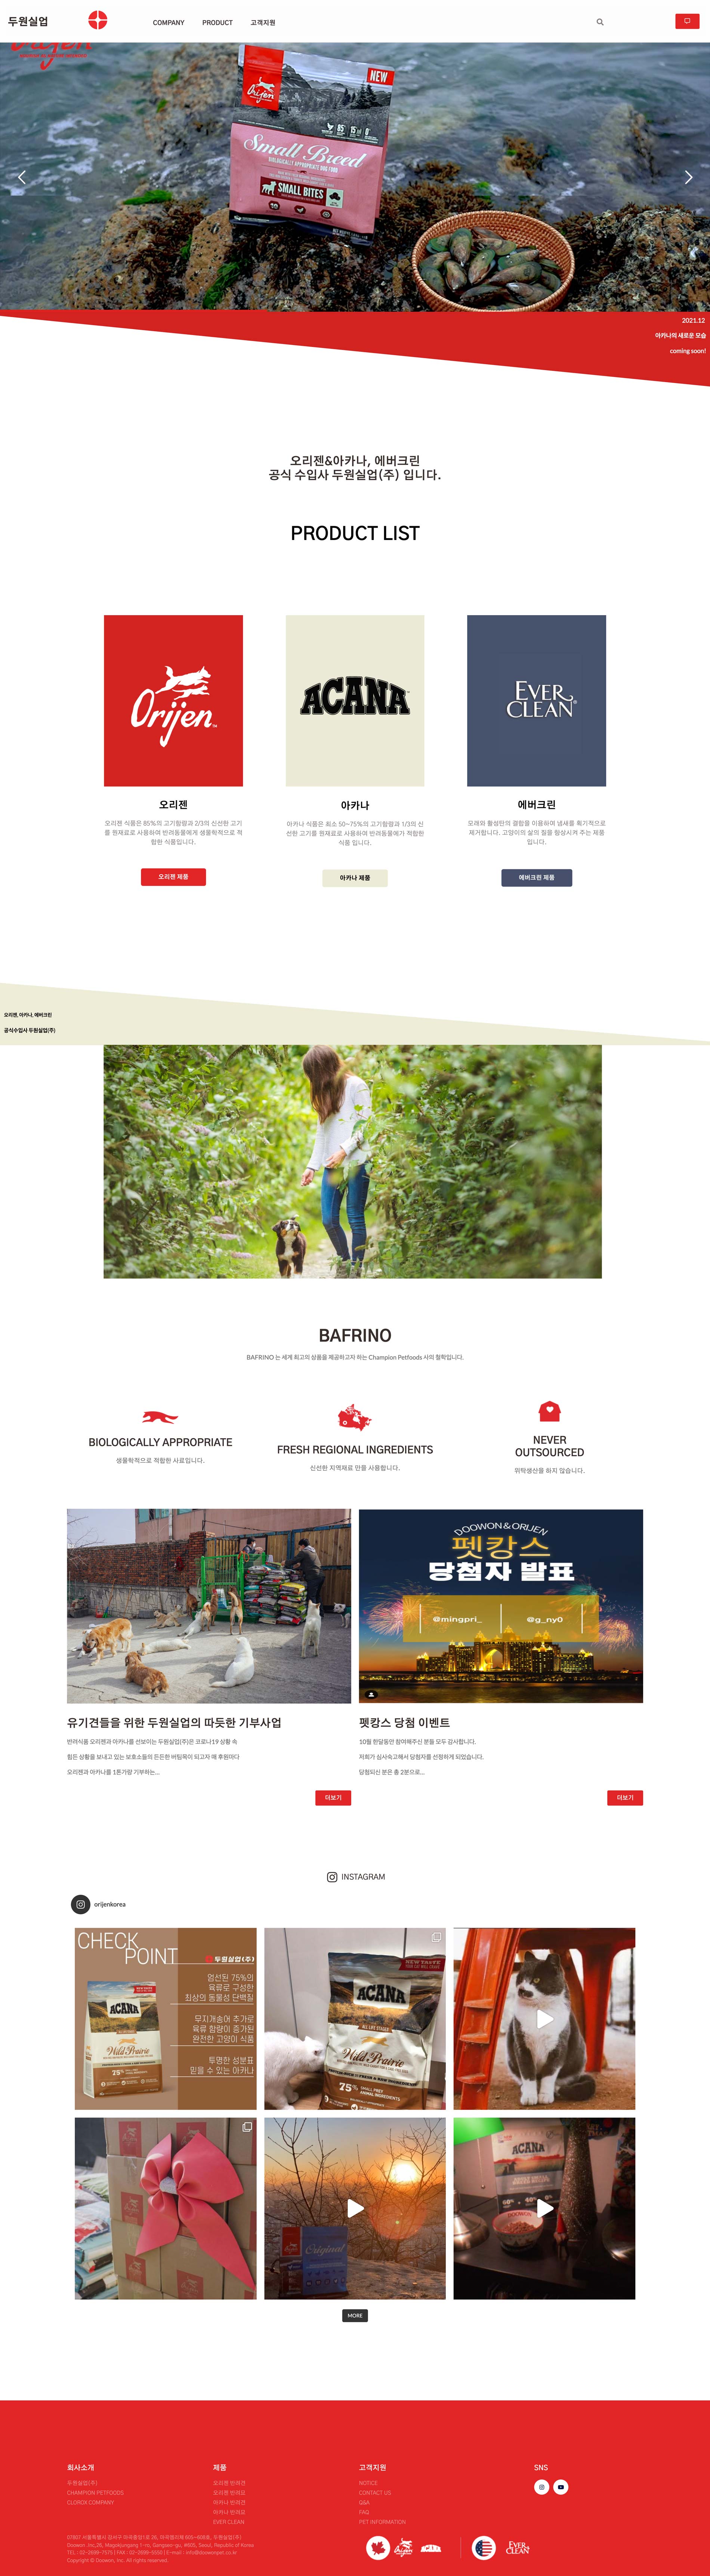 두원실업
COMPANY
PRODUCT
고객지원
Orijen
NEW
Orijen
85
15
0
Small Breed
BIOLOGICALLY APPROPRIATE DOG FOOD
SMALL BITES
2021.12
아카나의 새로운 모습
coming soon!
오리젠&아카나, 에버크린
공식 수입사 두원실업(주) 입니다.
PRODUCT LIST
Orijen™
ACANA™
EVER
CLEAN®
오리젠
오리젠 식품은 85%의 고기함량과 2/3의 신선한 고기
를 원재료로 사용하여 반려동물에게 생물학적으로 적
합한 식품입니다.
오리젠 제품
아카나
아카나 식품은 최소 50~75%의 고기함량과 1/3의 신
선한 고기를 원재료로 사용하여 반려동물에가 적합한
식품 입니다.
아카나 제품
에버크린
모래와 활성탄의 결합을 이용하여 냄새를 획기적으로
제거합니다. 고양이의 삶의 질을 향상시켜 주는 제품
입니다.
에버크린 제품
오리젠, 아카나, 에버크린
공식수입사 두원실업(주)
BAFRINO
BAFRINO 는 세계 최고의 상품을 제공하고자 하는 Champion Petfoods 사의 철학입니다.
BIOLOGICALLY APPROPRIATE
생물학적으로 적합한 사료입니다.
FRESH REGIONAL INGREDIENTS
신선한 지역재료 만을 사용합니다.
NEVER
OUTSOURCED
위탁생산을 하지 않습니다.
DOOWON&ORIJEN
펫캉스
당첨자 발표
@mingpri_
@g_ny0
유기견들을 위한 두원실업의 따듯한 기부사업
반려식품 오리젠과 아카나를 선보이는 두원실업(주)은 코로나19 상황 속
힘든 상황을 보내고 있는 보호소들의 든든한 버팀목이 되고자 매 후원마다
오리젠과 아카나를 1톤가량 기부하는...
더보기
펫캉스 당첨 이벤트
10월 한달동안 참여해주신 분들 모두 감사합니다.
저희가 심사숙고해서 당첨자를 선정하게 되었습니다.
당첨되신 분은 총 2분으로...
더보기
INSTAGRAM
orijenkorea
CHECK
POINT
두원실업(주)
엄선된 75%의
육류로 구성한
최상의 동물성 단백질
무지개송어 추가로
육류 함량이 증가된
완전한 고양이 식품
투명한 성분표
믿을 수 있는 아카나
ACANA
Wild Prairie
75%
NEW TASTE
ACANA
Wild Prairie
75%
Original
ACANA
MORE
회사소개
두원실업(주)
CHAMPION PETFOODS
CLOROX COMPANY
제품
오리젠 반려견
오리젠 반려묘
아카나 반려견
아카나 반려묘
EVER CLEAN
고객지원
NOTICE
CONTACT US
Q&A
FAQ
PET INFORMATION
SNS
Copyright © Doowon, Inc. All rights reserved.
Orijen
ACANA
EVER
CLEAN